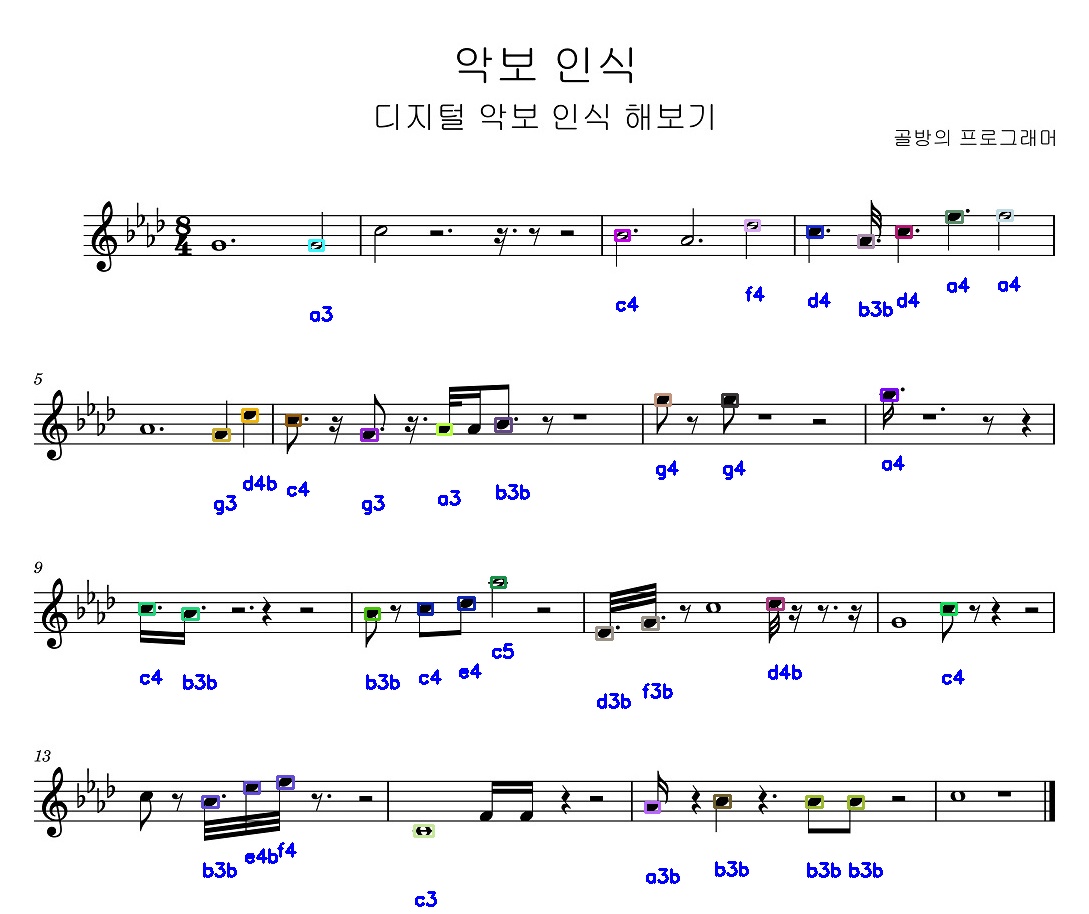 악보 인식
디지털 악보 인식 해보기
골방의 프로그래머
8
4
a3 c4 f4 d4 b3b d4 a4 a4
5
g3 d4b c4 g3 a3 b3b g4 g4 a4
9
c4 b3b b3b c4 e4 c5 d3b f3b d4b c4
13
b3b e4b f4 c3 a3b b3b b3b b3b